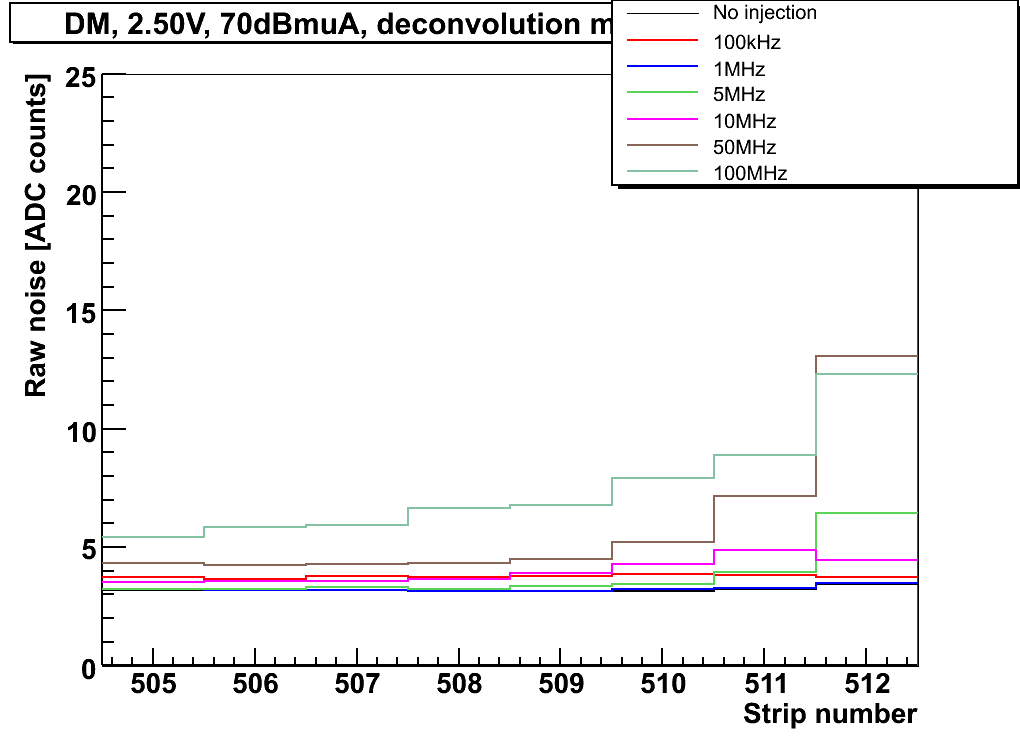 DM, 2.50V, 70dBmuA, deconvolution
No injection
100kHz
1MHz
5MHz
10MHz
50MHz
100MHz
Raw noise [ADC counts]
25
20
15
10
5
0
505 506 507 508 509 510 511 512
Strip number